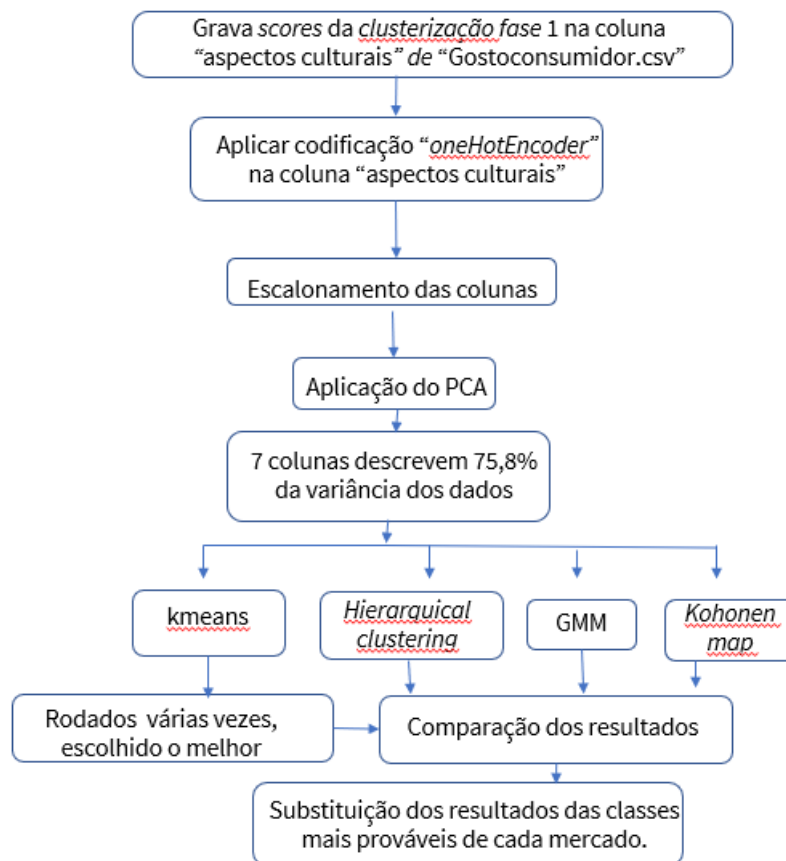 Grava scores da clusterização fase 1 na coluna
“aspectos culturais” de “Gostoconsumidor.csv”
Aplicar codificação “oneHotEncoder”
na coluna “aspectos culturais”
Escalonamento das colunas
Aplicação do PCA
7 colunas descrevem 75,8%
da variância dos dados
kmeans
Hierarquical
clustering
GMM
Kohonen
map
Rodados várias vezes,
escolhido o melhor
Comparação dos resultados
Substituição dos resultados das classes
mais prováveis de cada mercado.